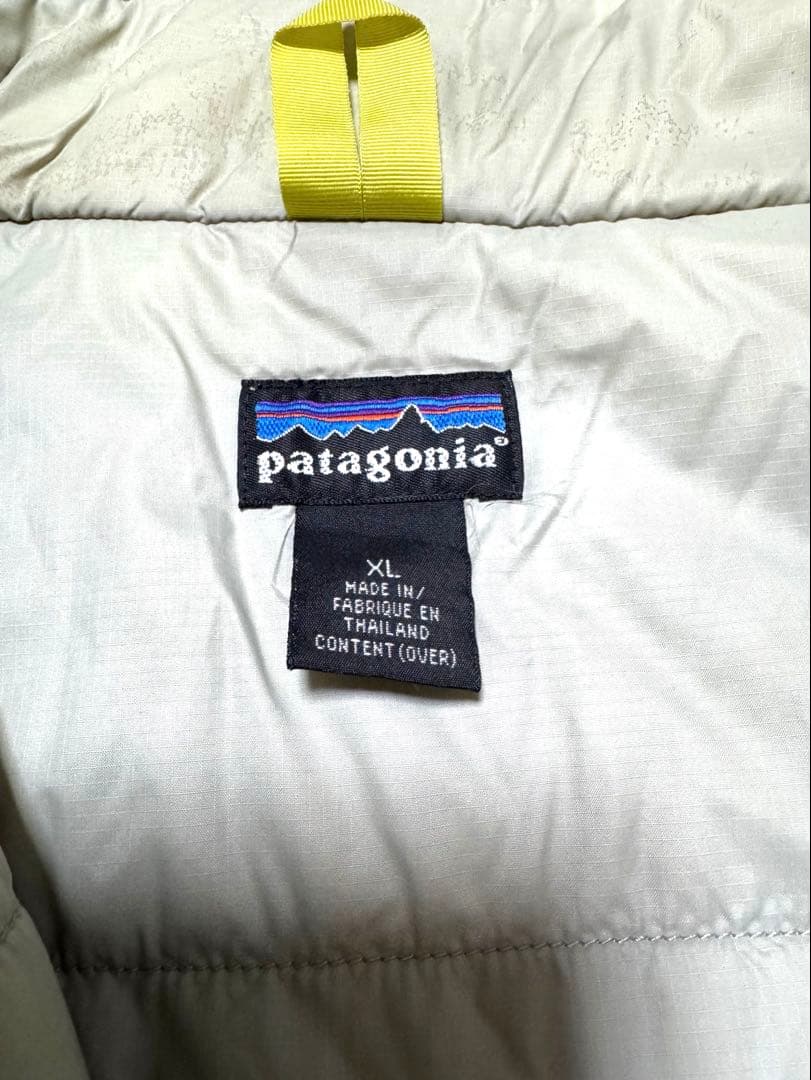 patagonia®
XL
MADE IN/
FABRIQUE EN
THAILAND
CONTENT (OVER)